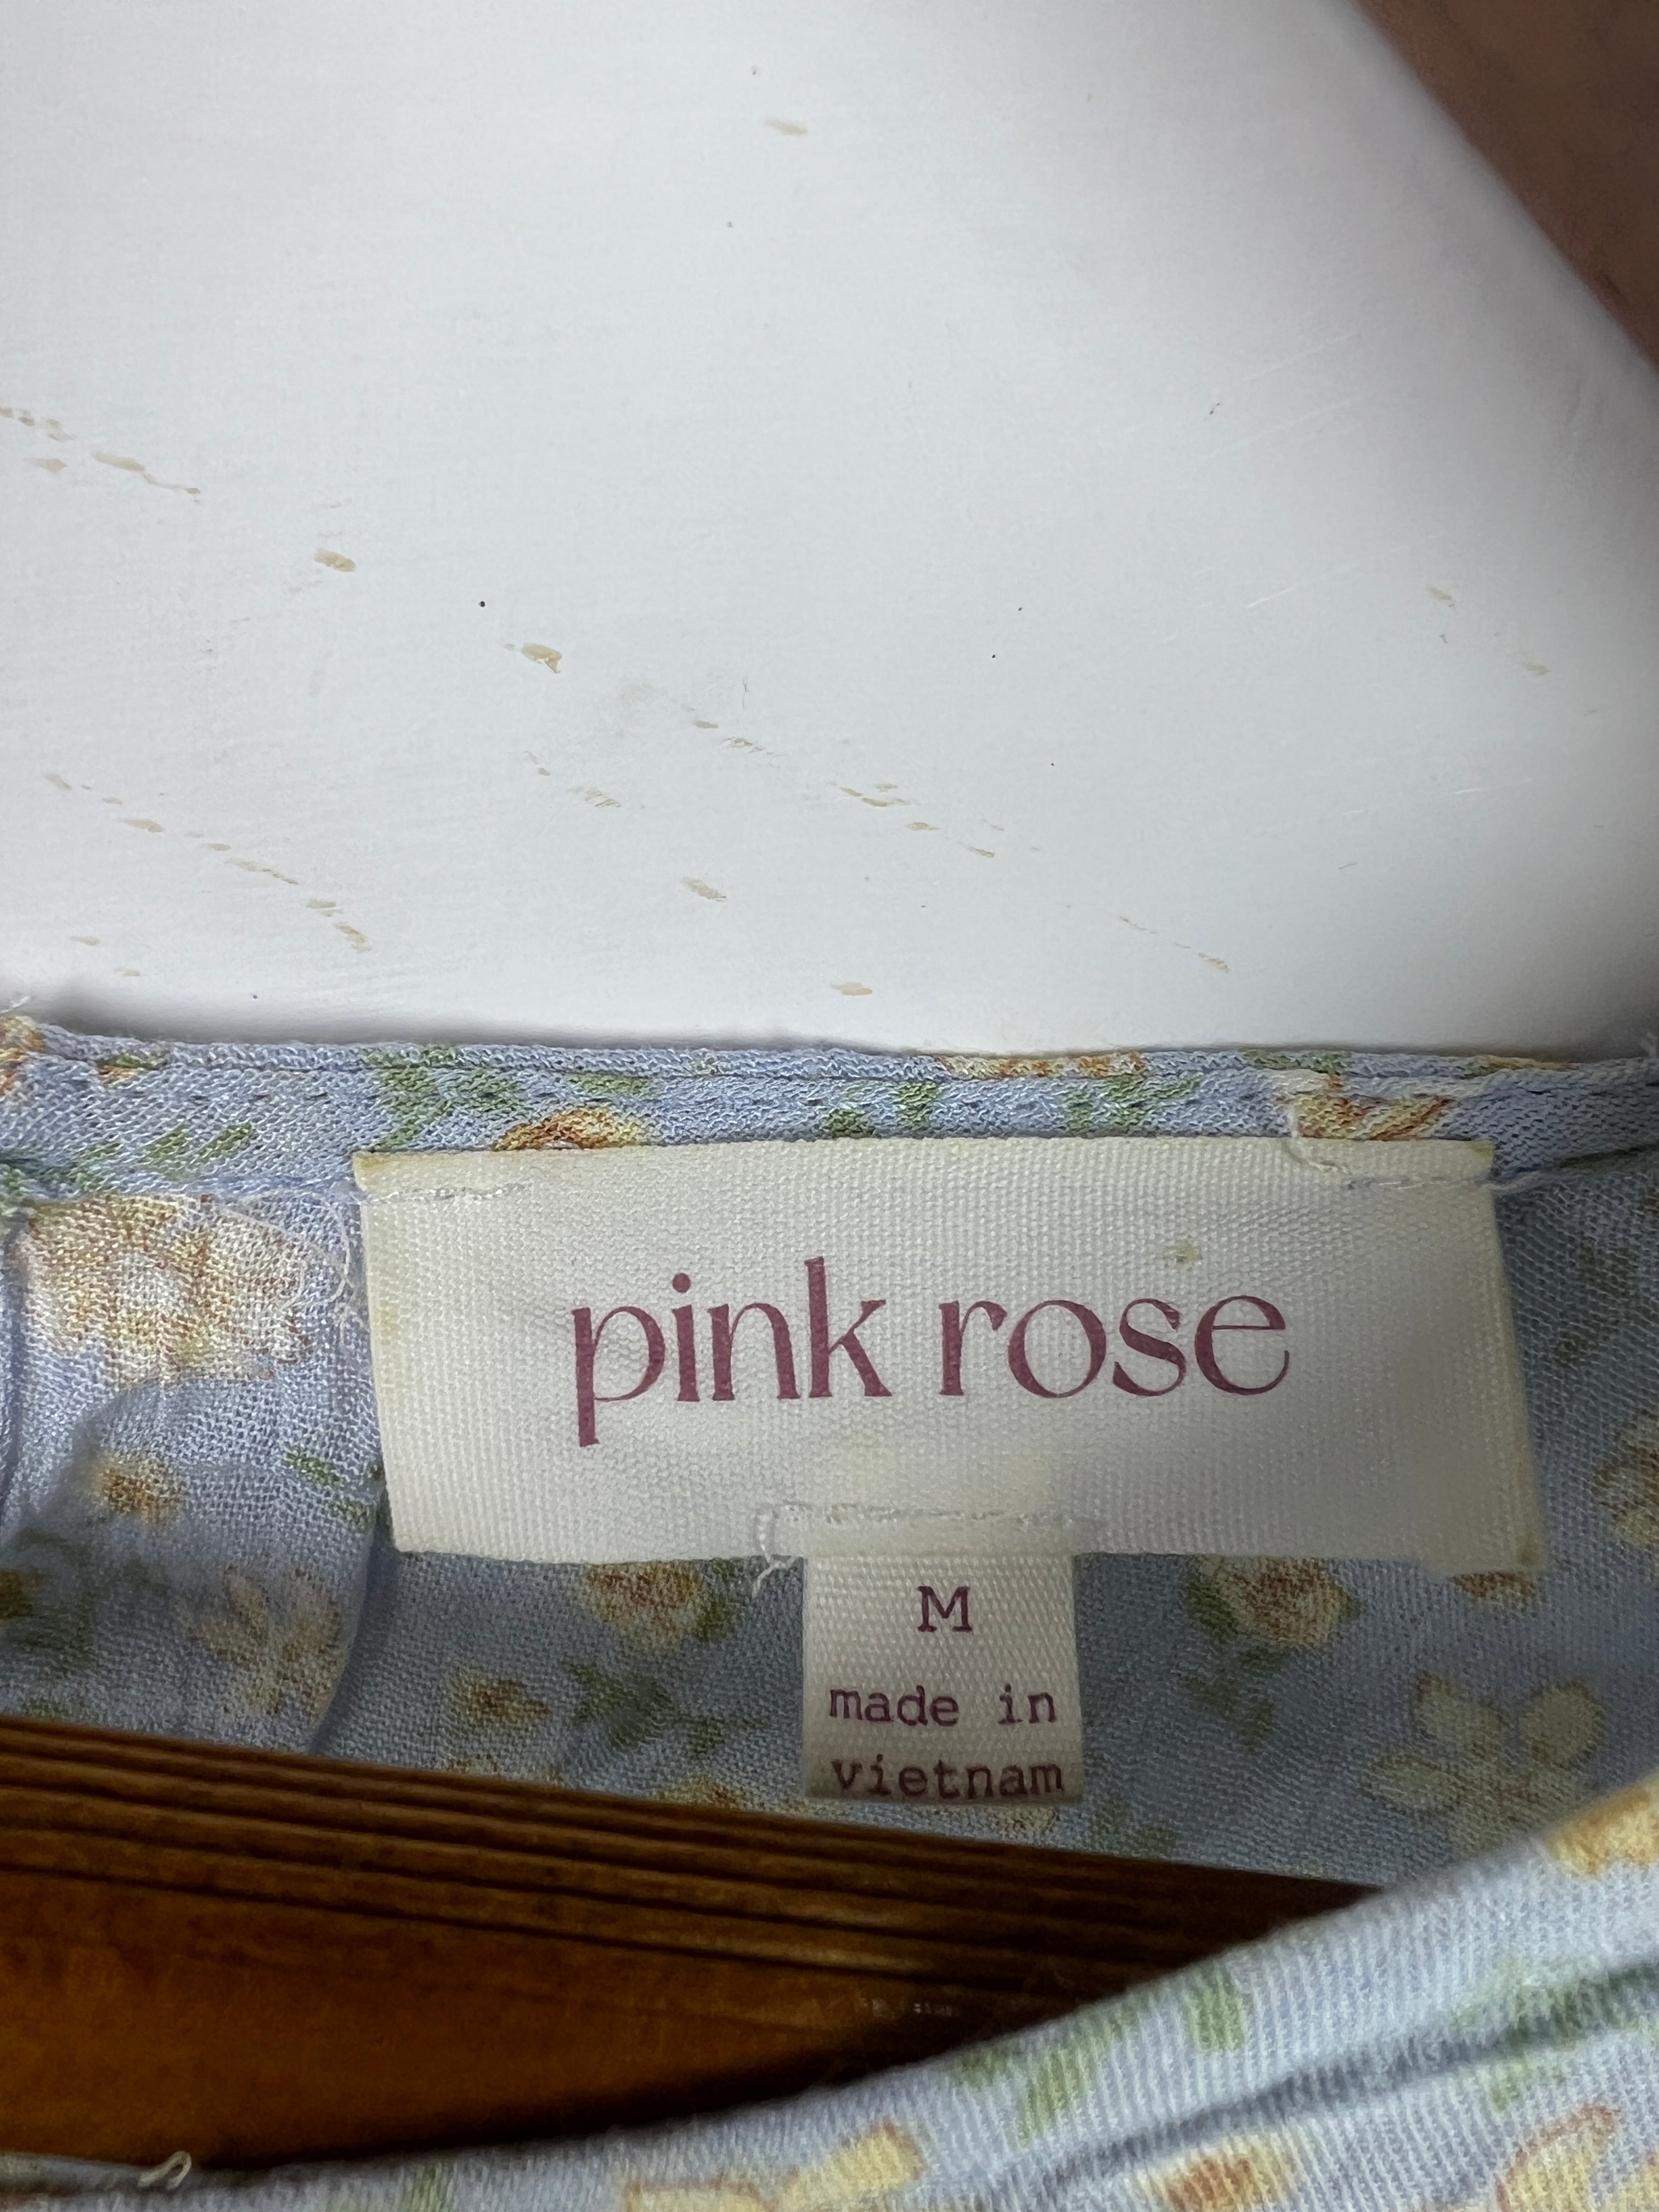 pink rose
M
made in
vietnam